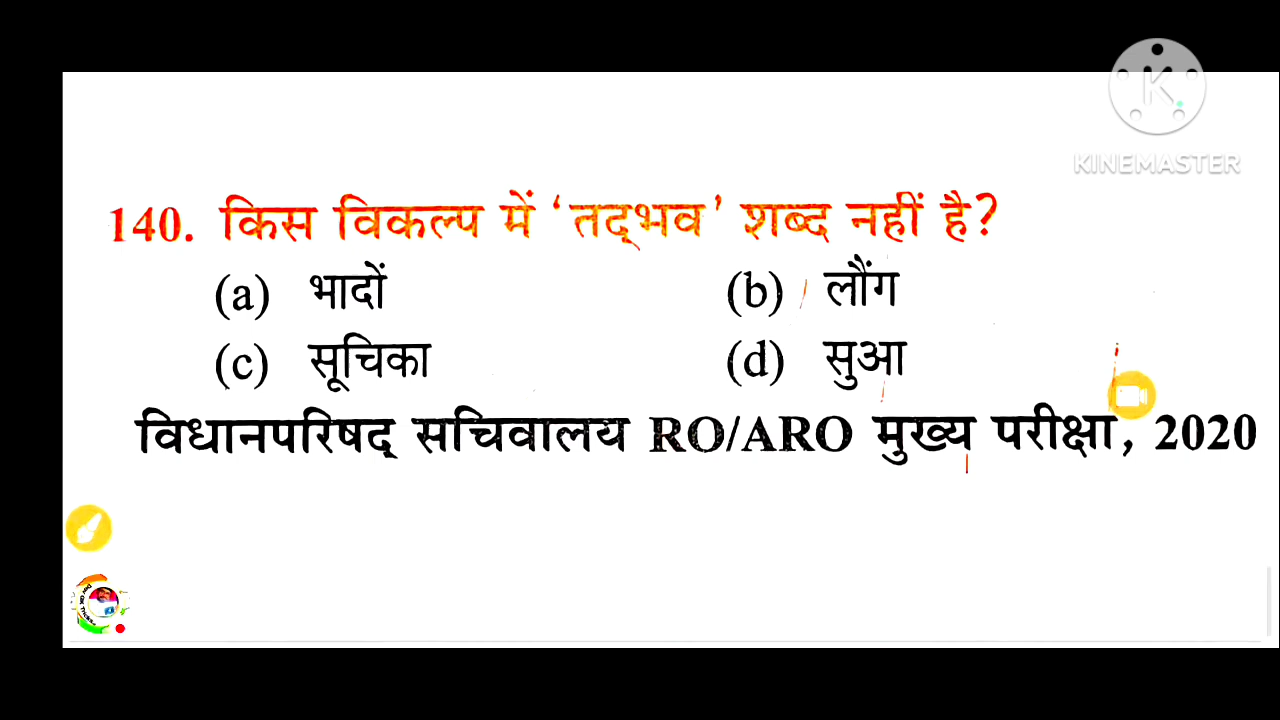 KINEMASTER
140. किस विकल्प में ‘तद्भव’ शब्द नहीं है?
(a) भादों (b) लौंग
(c) सूचिका (d) सुआ
विधानपरिषद् सचिवालय RO/ARO मुख्य परीक्षा, 2020